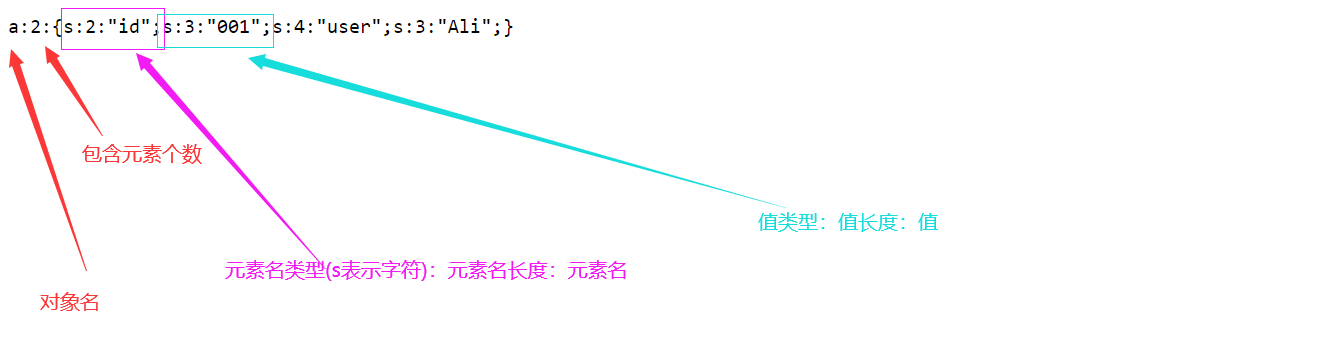 a:2:{s:2:"id";s:3:"001";s:4:"user";s:3:"Ali";}
包含元素个数
值类型：值长度：值
元素名类型(s表示字符)：元素名长度：元素名
对象名